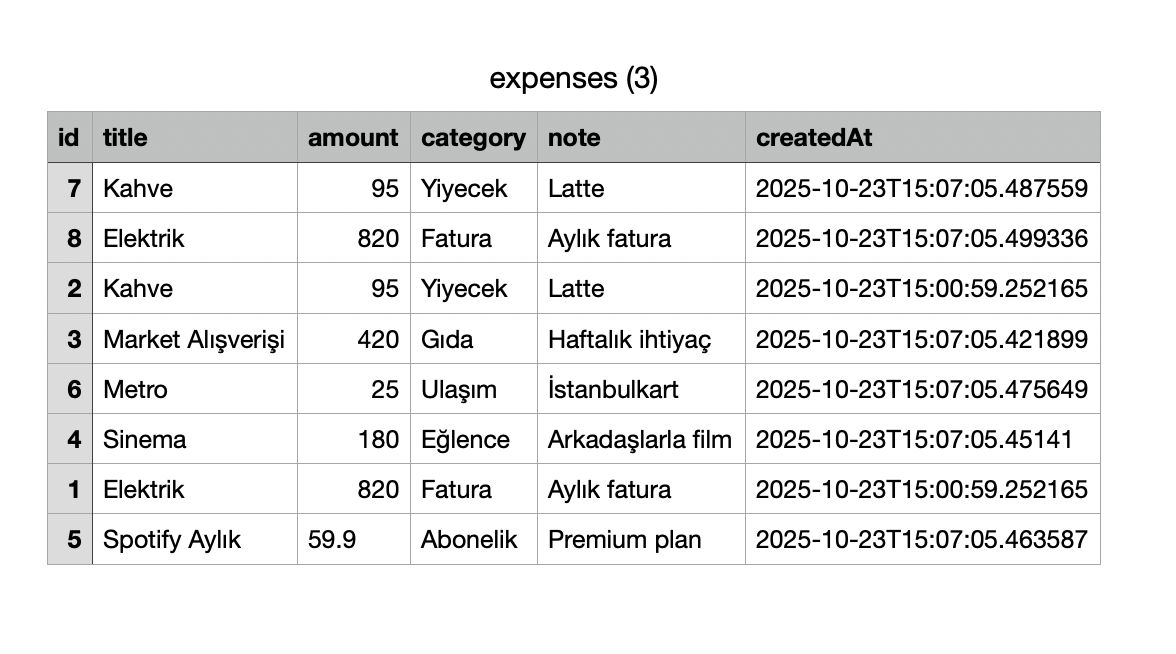 expenses (3)
id title amount category note createdAt
7 Kahve 95 Yiyecek Latte 2025-10-23T15:07:05.487559
8 Elektrik 820 Fatura Aylık fatura 2025-10-23T15:07:05.499336
2 Kahve 95 Yiyecek Latte 2025-10-23T15:00:59.252165
3 Market Alışverişi 420 Gıda Haftalık ihtiyaç 2025-10-23T15:07:05.421899
6 Metro 25 Ulaşım İstanbulkart 2025-10-23T15:07:05.475649
4 Sinema 180 Eğlence Arkadaşlarla film 2025-10-23T15:07:05.45141
1 Elektrik 820 Fatura Aylık fatura 2025-10-23T15:00:59.252165
5 Spotify Aylık 59.9 Abonelik Premium plan 2025-10-23T15:07:05.463587